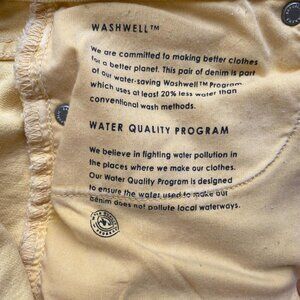 WASHWELL™
We are committed to making better clothes
for a better planet. This pair of denim is part
of our water-saving Washwell™ Program
which uses at least 20% less water than
conventional wash methods.
WATER QUALITY PROGRAM
We believe in fighting water pollution in
the places where we make our clothes.
Our Water Quality Program is designed
to ensure the water used to make our
denim does not pollute local waterways.